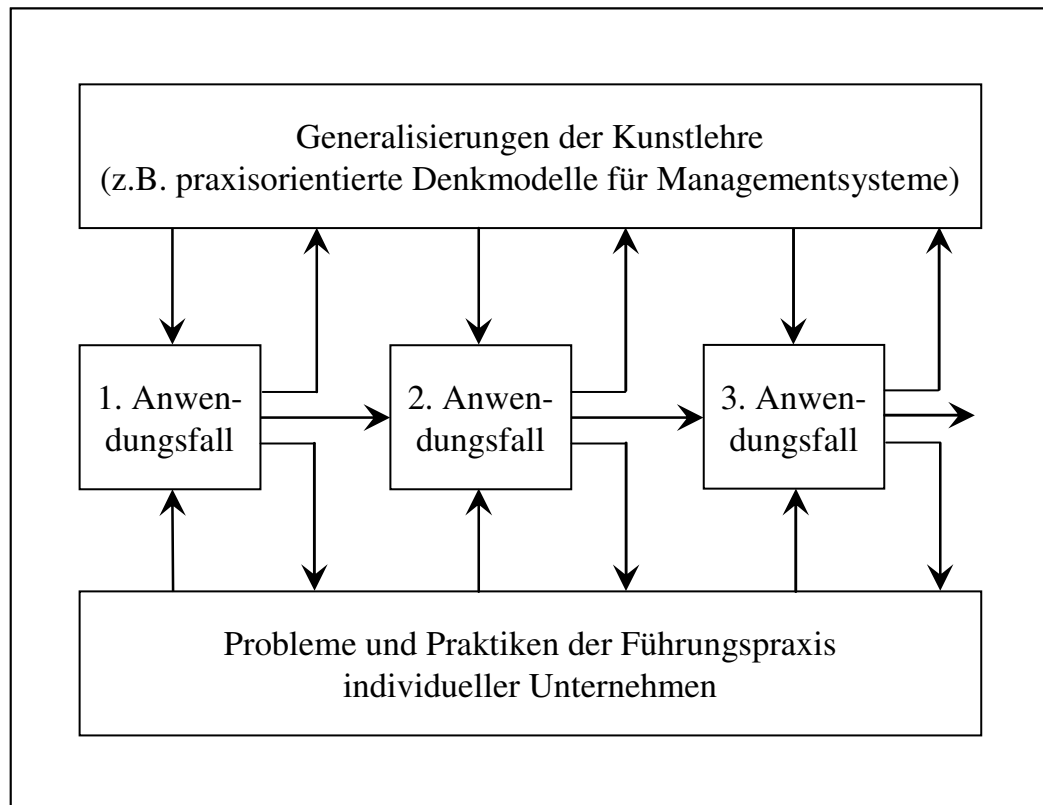 Generalisierungen der Kunstlehre
(z.B. praxisorientierte Denkmodelle für Managementsysteme)
1. Anwen-
dungsfall
2. Anwen-
dungsfall
3. Anwen-
dungsfall
Probleme und Praktiken der Führungspraxis
individueller Unternehmen